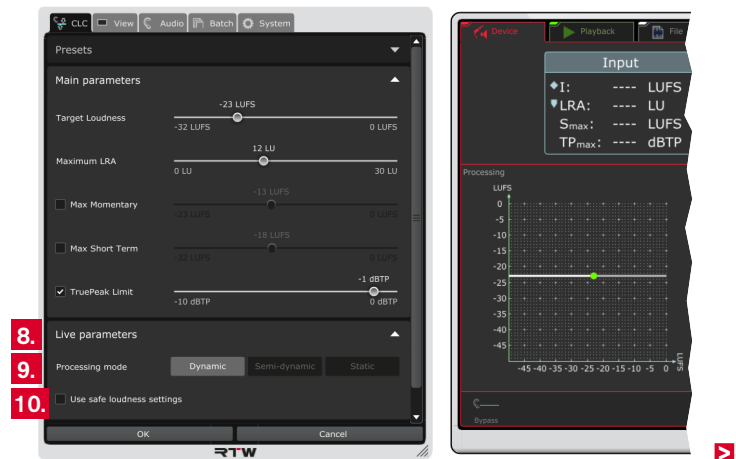 CLC View Audio Batch System
Presets
Main parameters
-23 LUFS
Target Loudness
-32 LUFS 0 LUFS
12 LU
Maximum LRA
0 LU 30 LU
-13 LUFS
Max Momentary
-23 LUFS 0 LUFS
-18 LUFS
Max Short Term
-32 LUFS 0 LUFS
-1 dBTP
TruePeak Limit
-10 dBTP 0 dBTP
8. Live parameters
9. Processing mode Dynamic Semi-dynamic Static
10. Use safe loudness settings
OK Cancel
RTW
Device Playback File
Input
I: ---- LUFS
LRA: ---- LU
Smax: ---- LUFS
TPmax: ---- dBTP
Processing
LUFS
0
-5
-10
-15
-20
-25
-30
-35
-40
-45
-45 -40 -35 -30 -25 -20 -15 -10 -5 0 LUFS
Bypass
>